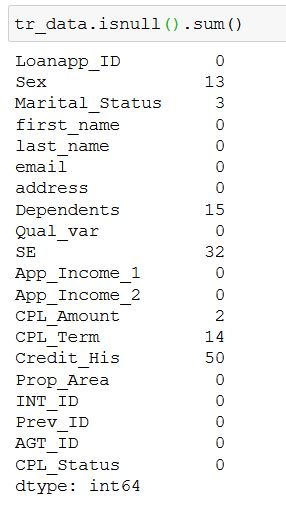 tr_data.isnull().sum()
Loanapp_ID 0
Sex 13
Marital_Status 3
first_name 0
last_name 0
email 0
address 0
Dependents 15
Qual_var 0
SE 32
App_Income_1 0
App_Income_2 0
CPL_Amount 2
CPL_Term 14
Credit_His 50
Prop_Area 0
INT_ID 0
Prev_ID 0
AGT_ID 0
CPL_Status 0
dtype: int64